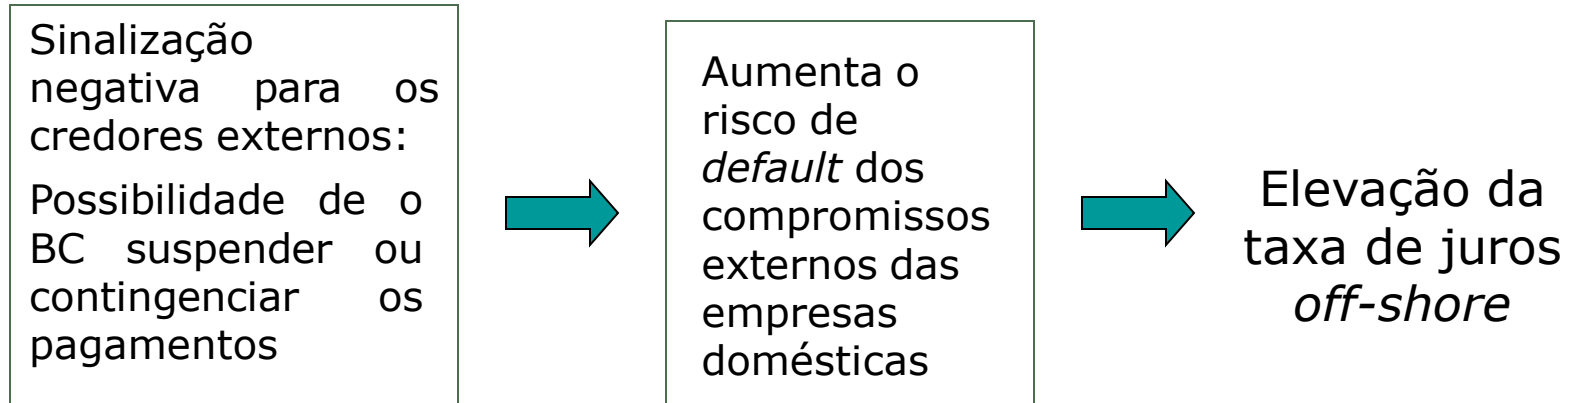 Sinalização
negativa para os
credores externos:
Possibilidade de o
BC suspender ou
contingenciar os
pagamentos
Aumenta o
risco de
default dos
compromissos
externos das
empresas
domésticas
Elevação da
taxa de juros
off-shore